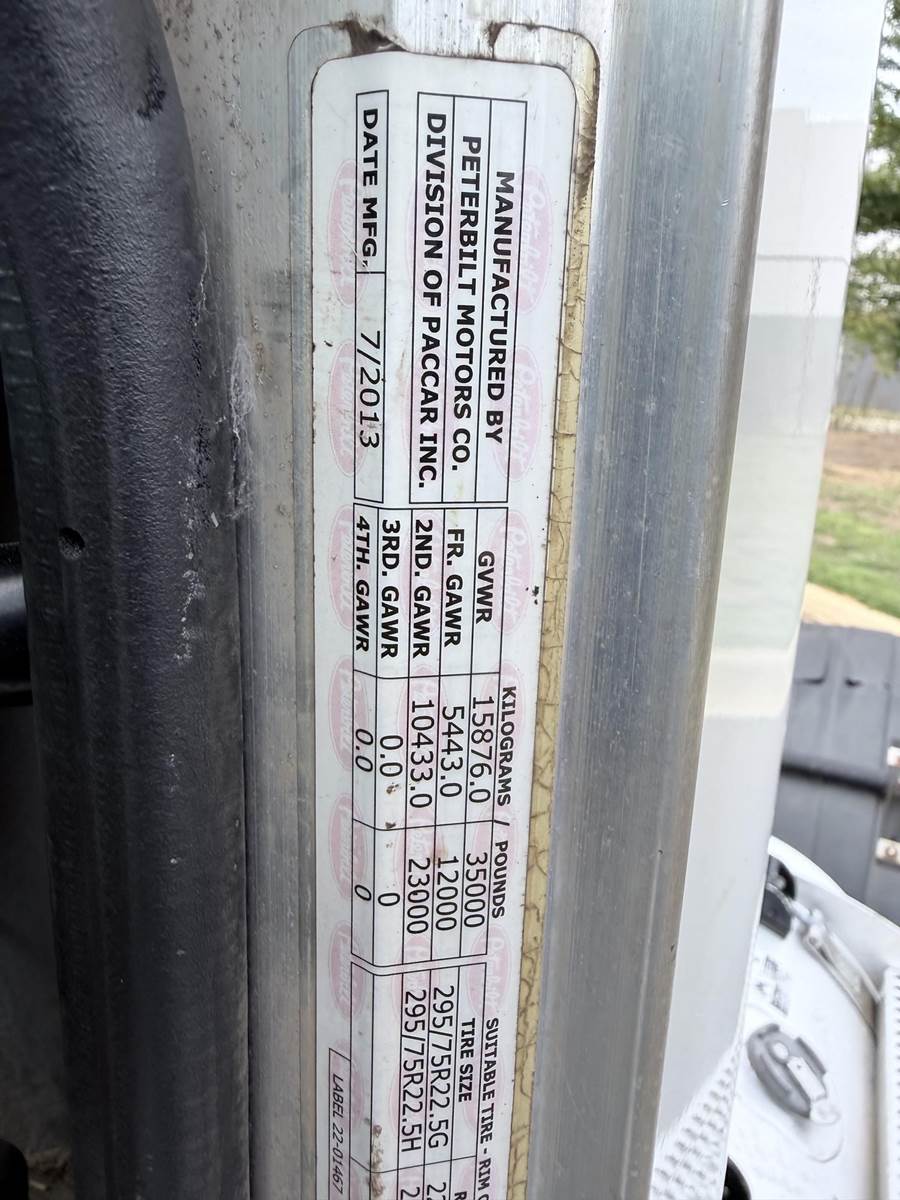 MANUFACTURED BY
PETERBILT MOTORS CO.
DIVISION OF PACCAR INC.
DATE MFG. 7/2013
KILOGRAMS / POUNDS
GVWR 15876.0 35000
FR. GAWR 5443.0 12000
2ND. GAWR 10433.0 23000
3RD. GAWR 0.0 0
4TH. GAWR 0.0 0
SUITABLE TIRE - RIM
TIRE SIZE
295/75R22.5G
295/75R22.5H
LABEL 22-01467